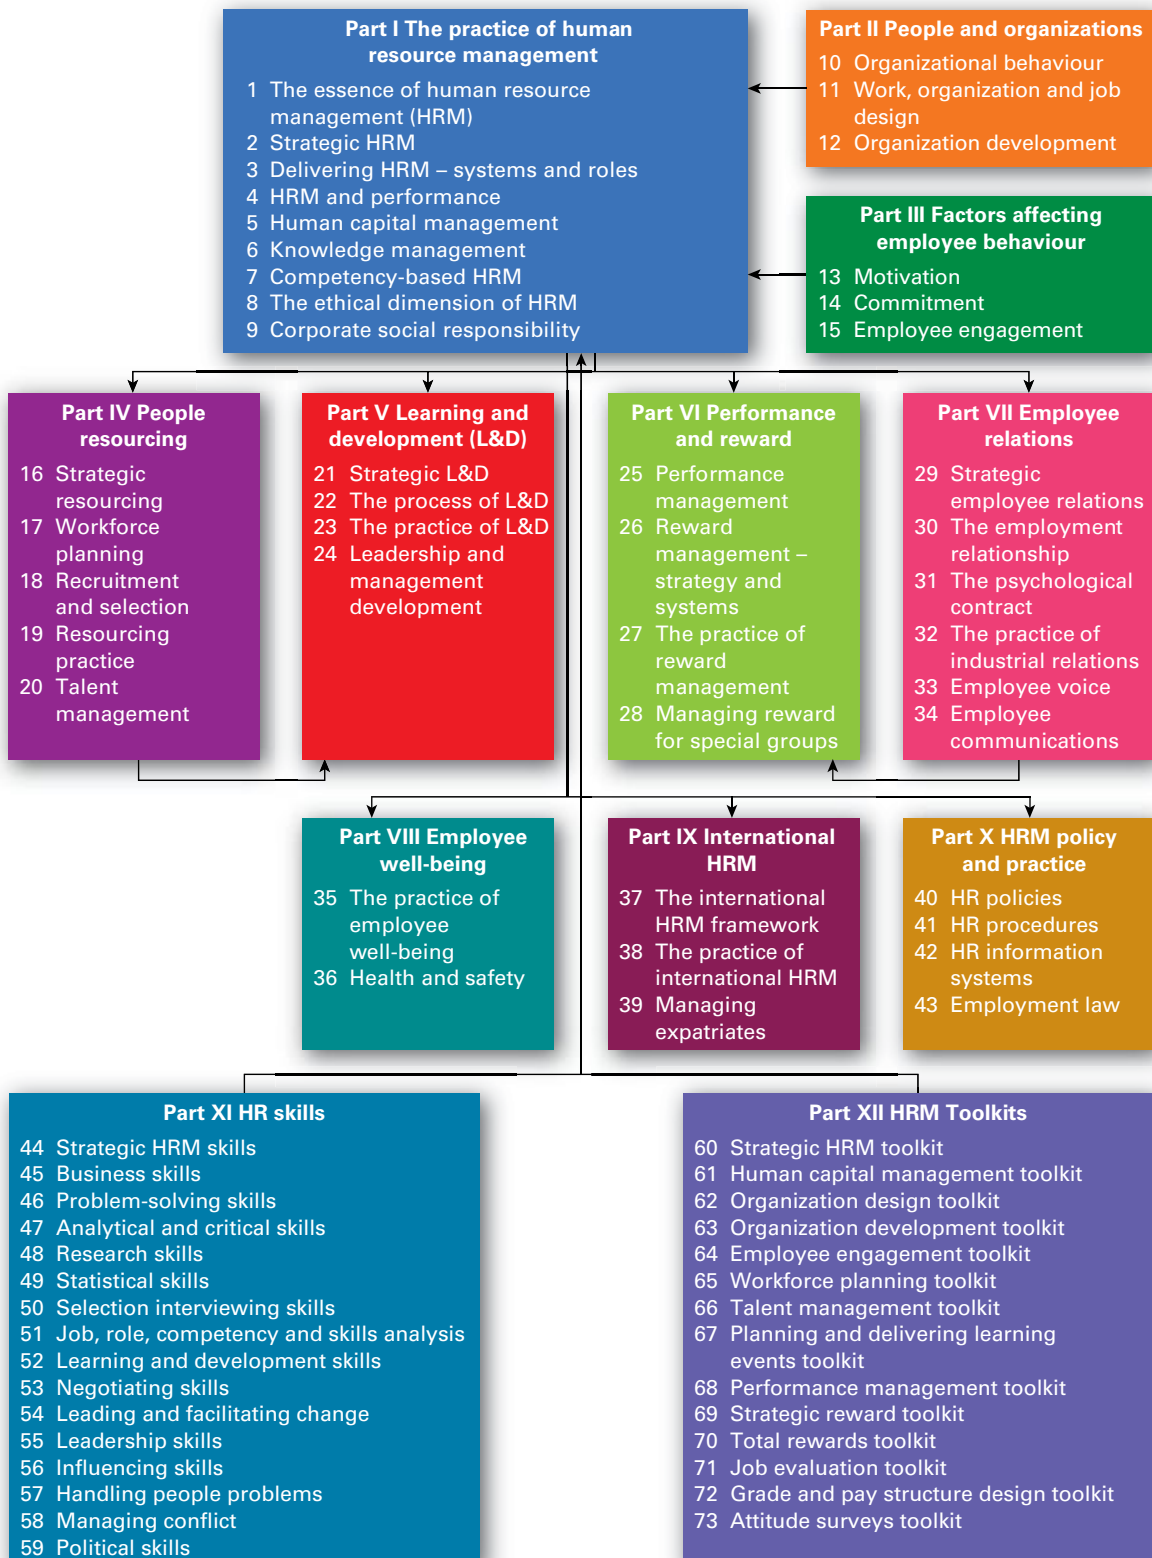 Part I The practice of human
resource management
1 The essence of human resource
management (HRM)
2 Strategic HRM
3 Delivering HRM – systems and roles
4 HRM and performance
5 Human capital management
6 Knowledge management
7 Competency-based HRM
8 The ethical dimension of HRM
9 Corporate social responsibility
Part II People and organizations
10 Organizational behaviour
11 Work, organization and job
design
12 Organization development
Part III Factors affecting
employee behaviour
13 Motivation
14 Commitment
15 Employee engagement
Part IV People
resourcing
16 Strategic
resourcing
17 Workforce
planning
18 Recruitment
and selection
19 Resourcing
practice
20 Talent
management
Part V Learning and
development (L&D)
21 Strategic L&D
22 The process of L&D
23 The practice of L&D
24 Leadership and
management
development
Part VI Performance
and reward
25 Performance
management
26 Reward
management –
strategy and
systems
27 The practice of
reward
management
28 Managing reward
for special groups
Part VII Employee
relations
29 Strategic
employee relations
30 The employment
relationship
31 The psychological
contract
32 The practice of
industrial relations
33 Employee voice
34 Employee
communications
Part VIII Employee
well-being
35 The practice of
employee
well-being
36 Health and safety
Part IX International
HRM
37 The international
HRM framework
38 The practice of
international HRM
39 Managing
expatriates
Part X HRM policy
and practice
40 HR policies
41 HR procedures
42 HR information
systems
43 Employment law
Part XI HR skills
44 Strategic HRM skills
45 Business skills
46 Problem-solving skills
47 Analytical and critical skills
48 Research skills
49 Statistical skills
50 Selection interviewing skills
51 Job, role, competency and skills analysis
52 Learning and development skills
53 Negotiating skills
54 Leading and facilitating change
55 Leadership skills
56 Influencing skills
57 Handling people problems
58 Managing conflict
59 Political skills
Part XII HRM Toolkits
60 Strategic HRM toolkit
61 Human capital management toolkit
62 Organization design toolkit
63 Organization development toolkit
64 Employee engagement toolkit
65 Workforce planning toolkit
66 Talent management toolkit
67 Planning and delivering learning
events toolkit
68 Performance management toolkit
69 Strategic reward toolkit
70 Total rewards toolkit
71 Job evaluation toolkit
72 Grade and pay structure design toolkit
73 Attitude surveys toolkit